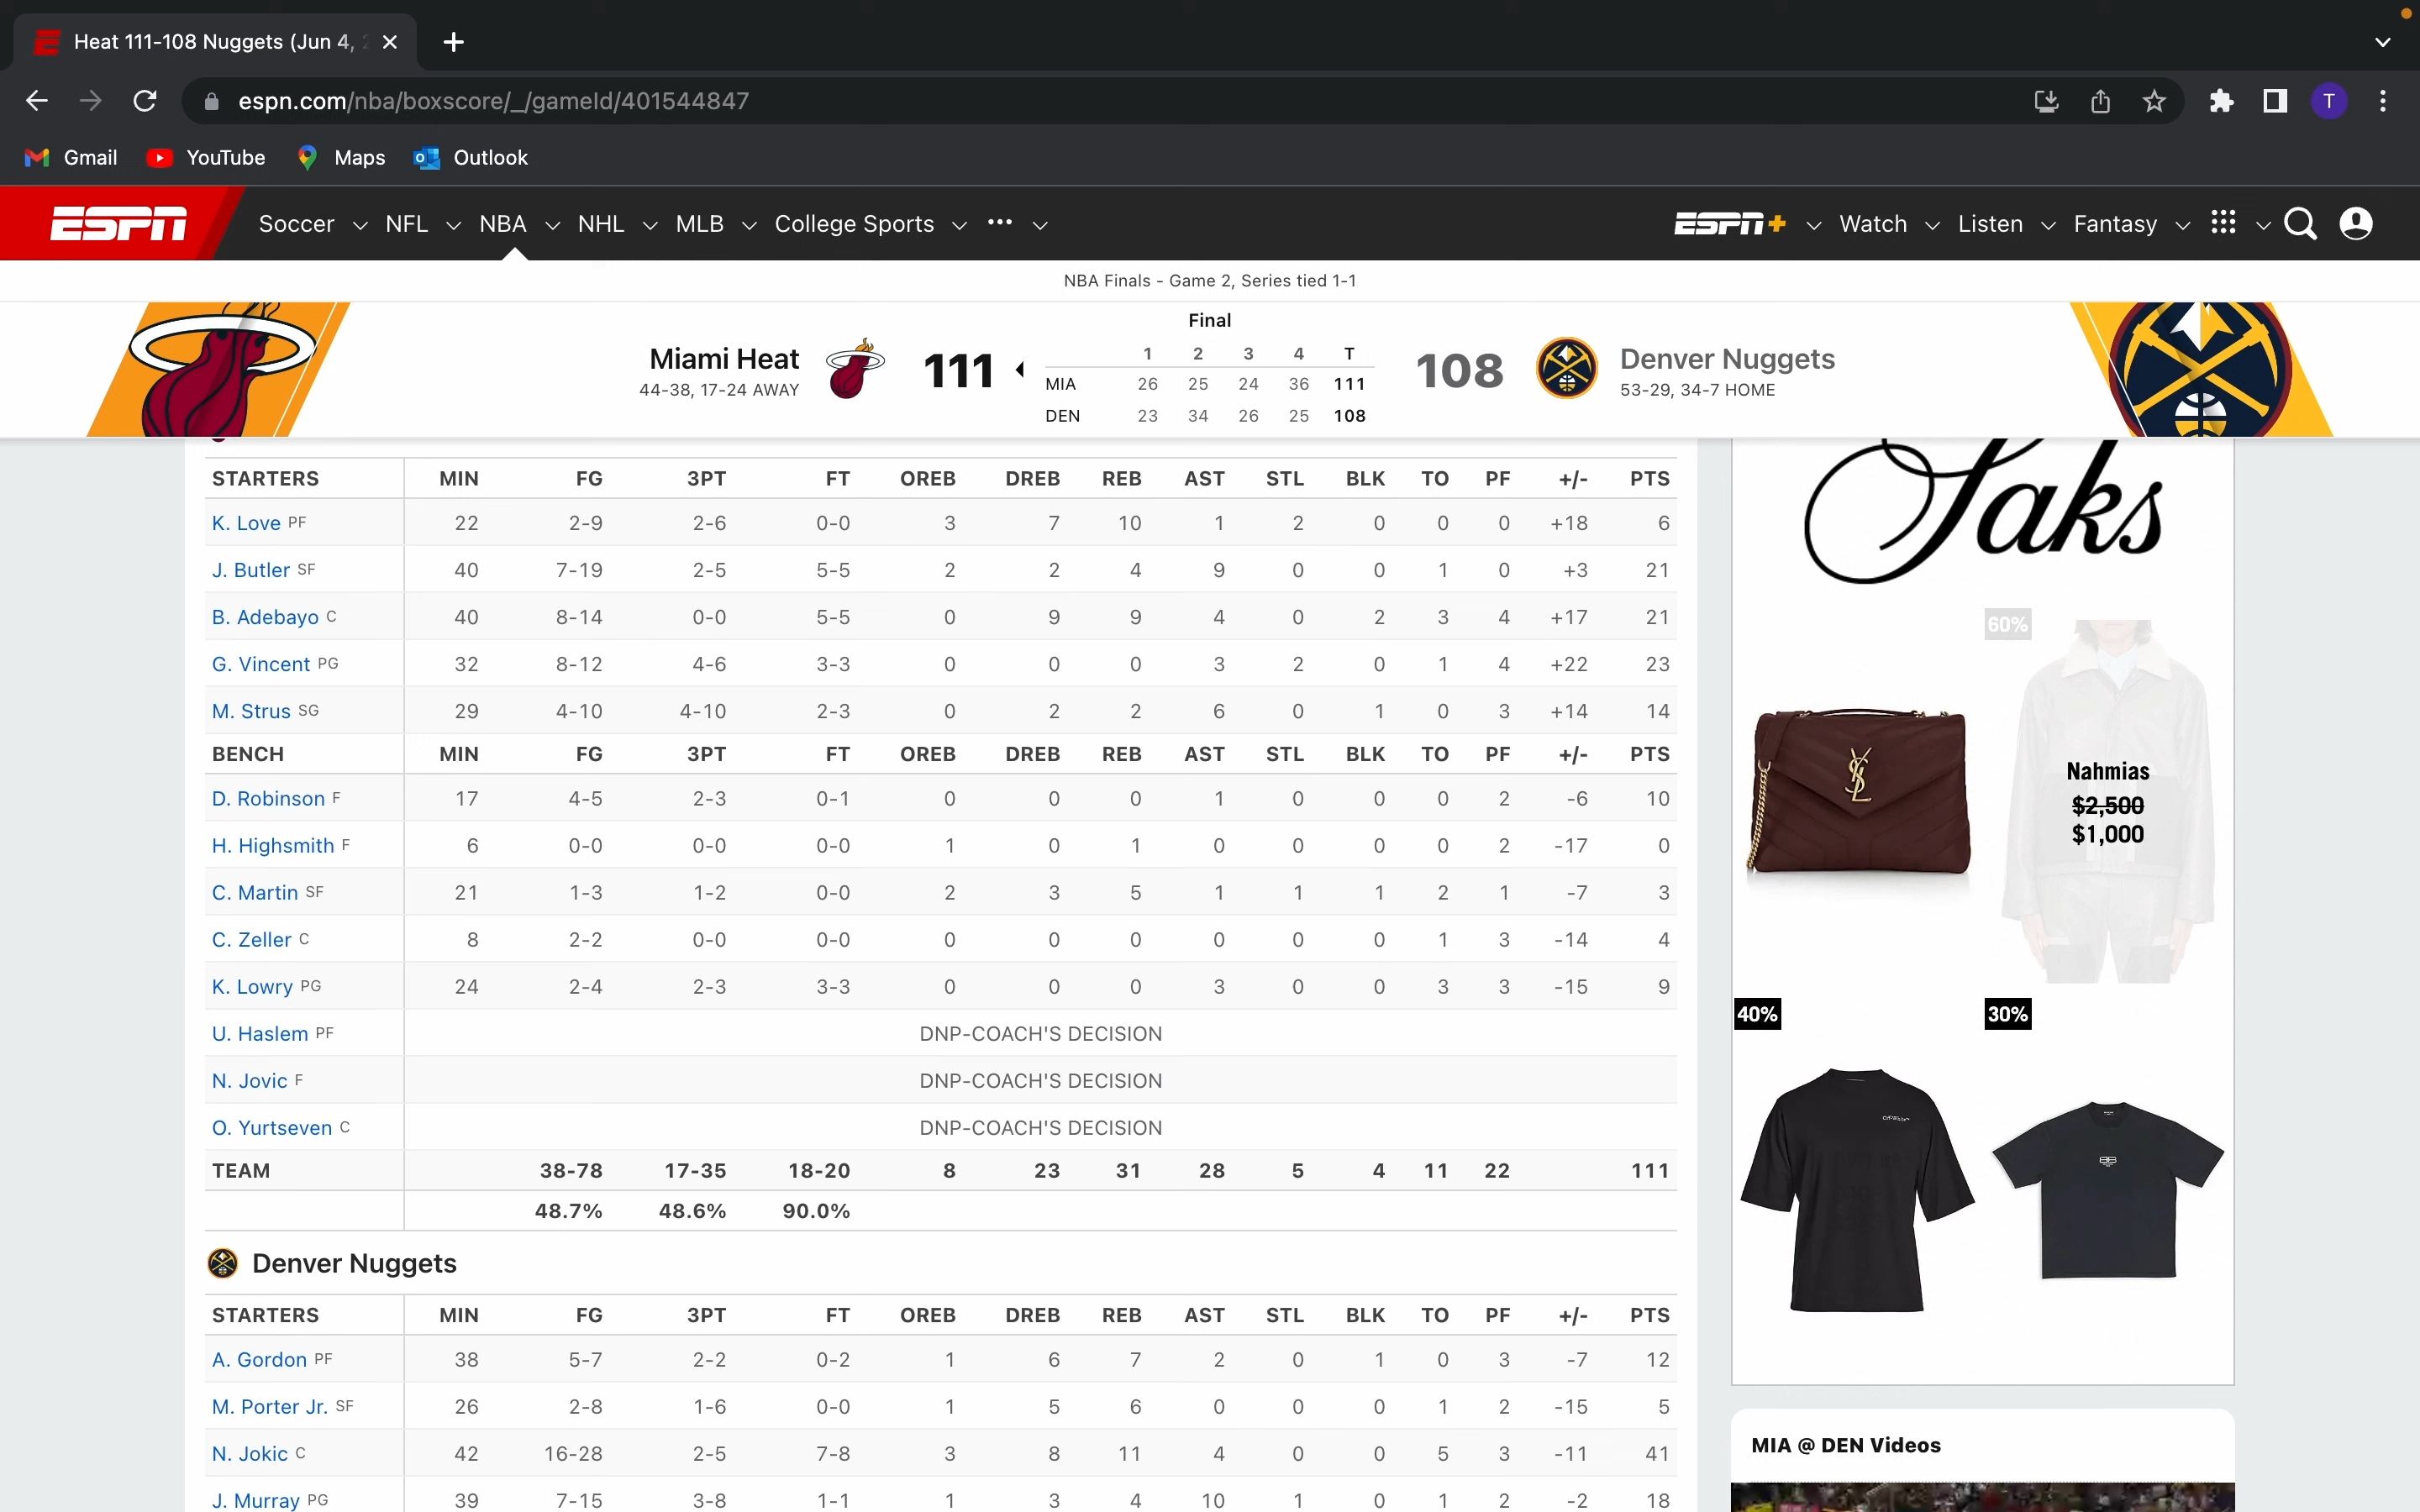 Heat 111-108 Nuggets (Jun 4,
espn.com/nba/boxscore/_/gameId/401544847
T
Gmail YouTube Maps Outlook
ESPN Soccer NFL NBA NHL MLB College Sports ESPN+ Watch Listen Fantasy
NBA Finals - Game 2, Series tied 1-1
Final
Miami Heat 111 1 2 3 4 T 108 Denver Nuggets
44-38, 17-24 AWAY MIA 26 25 24 36 111 53-29, 34-7 HOME
DEN 23 34 26 25 108
STARTERS MIN FG 3PT FT OREB DREB REB AST STL BLK TO PF +/- PTS
K. Love PF 22 2-9 2-6 0-0 3 7 10 1 2 0 0 0 +18 6
J. Butler SF 40 7-19 2-5 5-5 2 2 4 9 0 0 1 0 +3 21
B. Adebayo C 40 8-14 0-0 5-5 0 9 9 4 0 2 3 4 +17 21
G. Vincent PG 32 8-12 4-6 3-3 0 0 0 3 2 0 1 4 +22 23
M. Strus SG 29 4-10 4-10 2-3 0 2 2 6 0 1 0 3 +14 14
BENCH MIN FG 3PT FT OREB DREB REB AST STL BLK TO PF +/- PTS
D. Robinson F 17 4-5 2-3 0-1 0 0 0 1 0 0 0 2 -6 10
H. Highsmith F 6 0-0 0-0 0-0 1 0 1 0 0 0 0 2 -17 0
C. Martin SF 21 1-3 1-2 0-0 2 3 5 1 1 1 2 1 -7 3
C. Zeller C 8 2-2 0-0 0-0 0 0 0 0 0 0 1 3 -14 4
K. Lowry PG 24 2-4 2-3 3-3 0 0 0 3 0 0 3 3 -15 9
U. Haslem PF DNP-COACH'S DECISION
N. Jovic F DNP-COACH'S DECISION
O. Yurtseven C DNP-COACH'S DECISION
TEAM 38-78 17-35 18-20 8 23 31 28 5 4 11 22 111
48.7% 48.6% 90.0%
Denver Nuggets
STARTERS MIN FG 3PT FT OREB DREB REB AST STL BLK TO PF +/- PTS
A. Gordon PF 38 5-7 2-2 0-2 1 6 7 2 0 1 0 3 -7 12
M. Porter Jr. SF 26 2-8 1-6 0-0 1 5 6 0 0 0 1 2 -15 5
N. Jokic C 42 16-28 2-5 7-8 3 8 11 4 0 0 5 3 -11 41
J. Murray PG 39 7-15 3-8 1-1 1 3 4 10 1 0 1 2 -2 18
Saks
60%
YSL
Nahmias
$2,500
$1,000
40% 30%
MIA @ DEN Videos